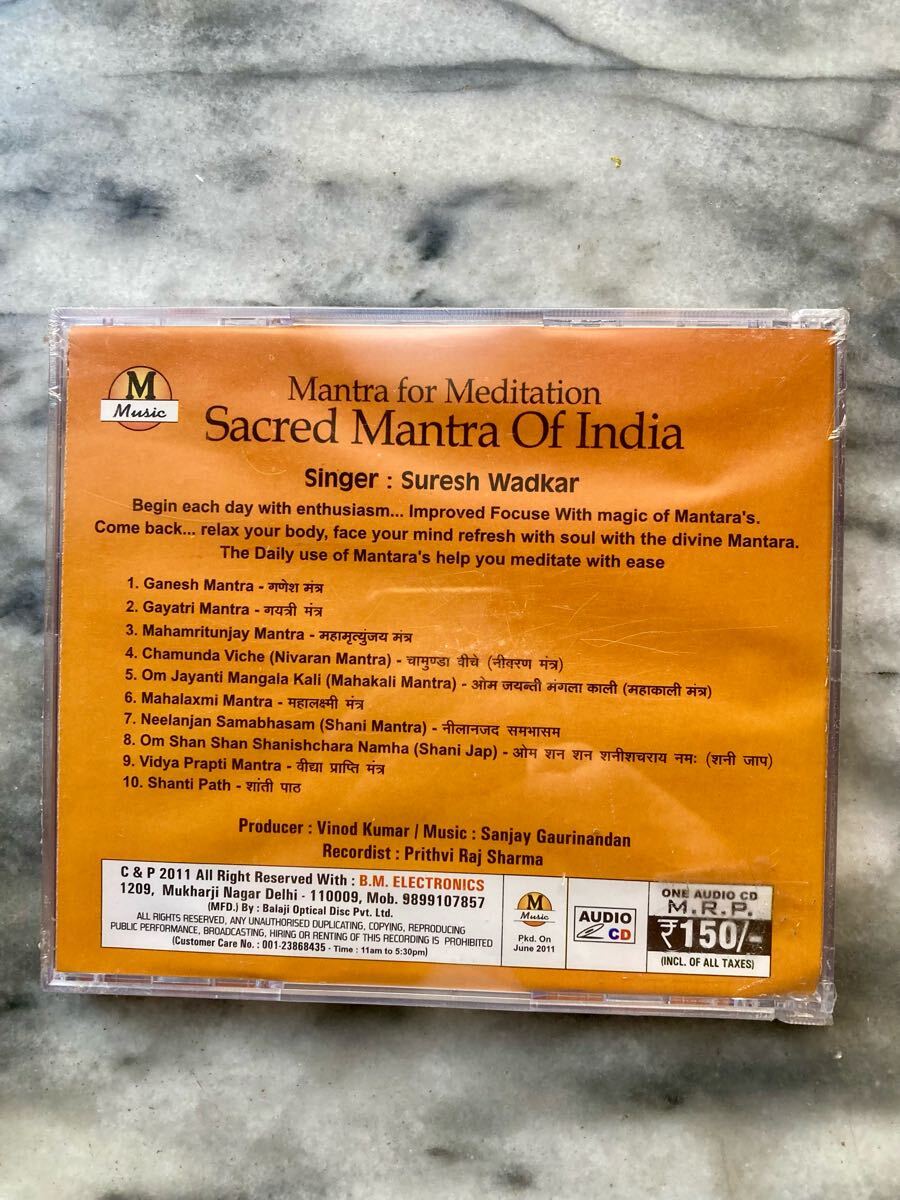 M
Music
Mantra for Meditation
Sacred Mantra Of India
Singer : Suresh Wadkar
Begin each day with enthusiasm... Improved Focuse With magic of Mantara's.
Come back... relax your body, face your mind refresh with soul with the divine Mantara.
The Daily use of Mantara's help you meditate with ease
1. Ganesh Mantra - गणेश मंत्र
2. Gayatri Mantra - गयत्री मंत्र
3. Mahamritunjay Mantra - महामृत्युंजय मंत्र
4. Chamunda Viche (Nivaran Mantra) - चामुण्डा वीचे (नीवरण मंत्र)
5. Om Jayanti Mangala Kali (Mahakali Mantra) - ओम जयन्ती मंगला काली (महाकाली मंत्र)
6. Mahalaxmi Mantra - महालक्ष्मी मंत्र
7. Neelanjan Samabhasam (Shani Mantra) - नीलानजद समभासम
8. Om Shan Shan Shanishchara Namha (Shani Jap) - ओम शन शन शनीशचराय नमः (शनी जाप)
9. Vidya Prapti Mantra - वीद्या प्राप्ति मंत्र
10. Shanti Path - शांती पाठ
Producer : Vinod Kumar / Music : Sanjay Gaurinandan
Recordist : Prithvi Raj Sharma
C & P 2011 All Right Reserved With : B.M. ELECTRONICS
1209, Mukharji Nagar Delhi - 110009, Mob. 9899107857
(MFD.) By : Balaji Optical Disc Pvt. Ltd.
ALL RIGHTS RESERVED, ANY UNAUTHORISED DUPLICATING, COPYING, REPRODUCING
PUBLIC PERFORMANCE, BROADCASTING, HIRING OR RENTING OF THIS RECORDING IS PROHIBITED
(Customer Care No. : 001-23868435 - Time : 11am to 5:30pm)
M
Music
Pkd. On
June 2011
AUDIO
CD
ONE AUDIO CD
M.R.P.
₹150/-
(INCL. OF ALL TAXES)